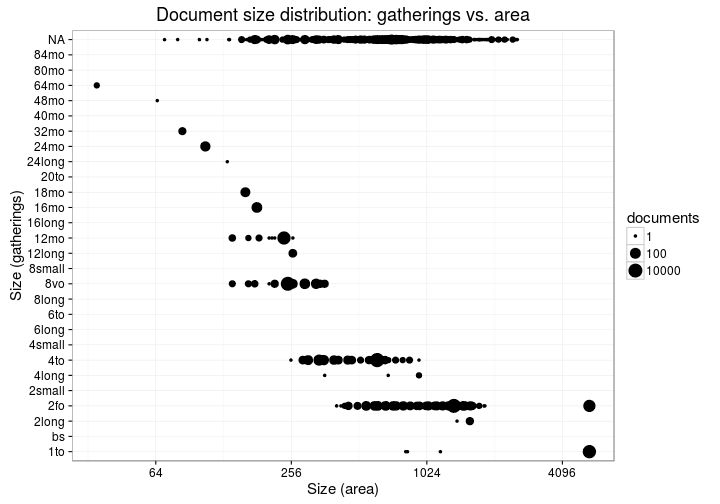 Document size distribution: gatherings vs. area
NA
84mo
80mo
64mo
48mo
40mo
32mo
24mo
24long
20to
18mo
16mo
16long
12mo
12long
8small
8vo
8long
6to
6long
4small
4to
4long
2small
2fo
2long
bs
1to
Size (gatherings)
64
256
1024
4096
Size (area)
documents
1
100
10000